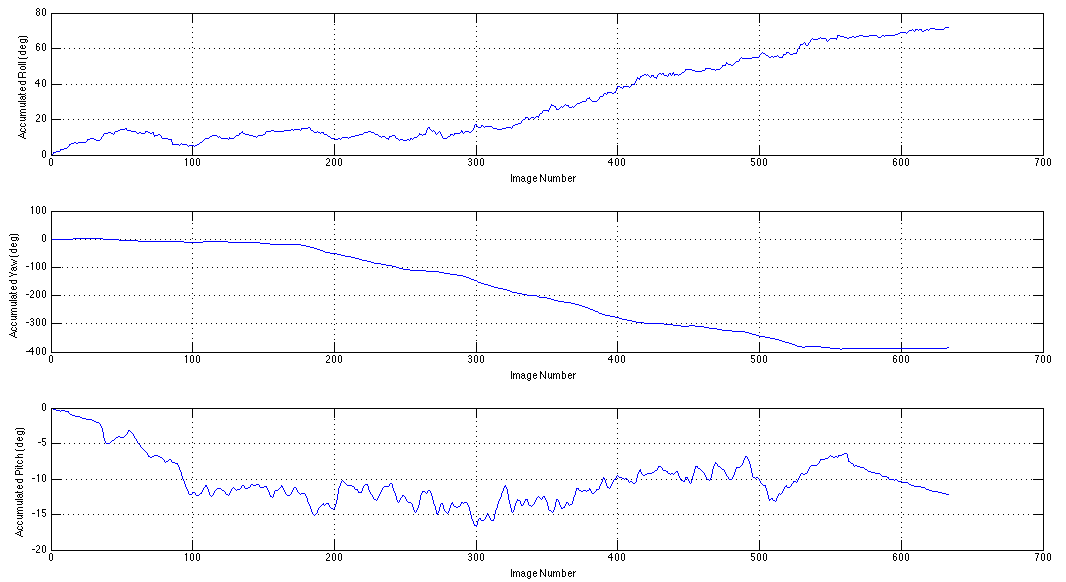 80
60
40
20
0
Accumulated Roll (deg)
0 100 200 300 400 500 600 700
Image Number
100
0
-100
-200
-300
-400
Accumulated Yaw (deg)
0 100 200 300 400 500 600 700
Image Number
0
-5
-10
-15
-20
Accumulated Pitch (deg)
0 100 200 300 400 500 600 700
Image Number